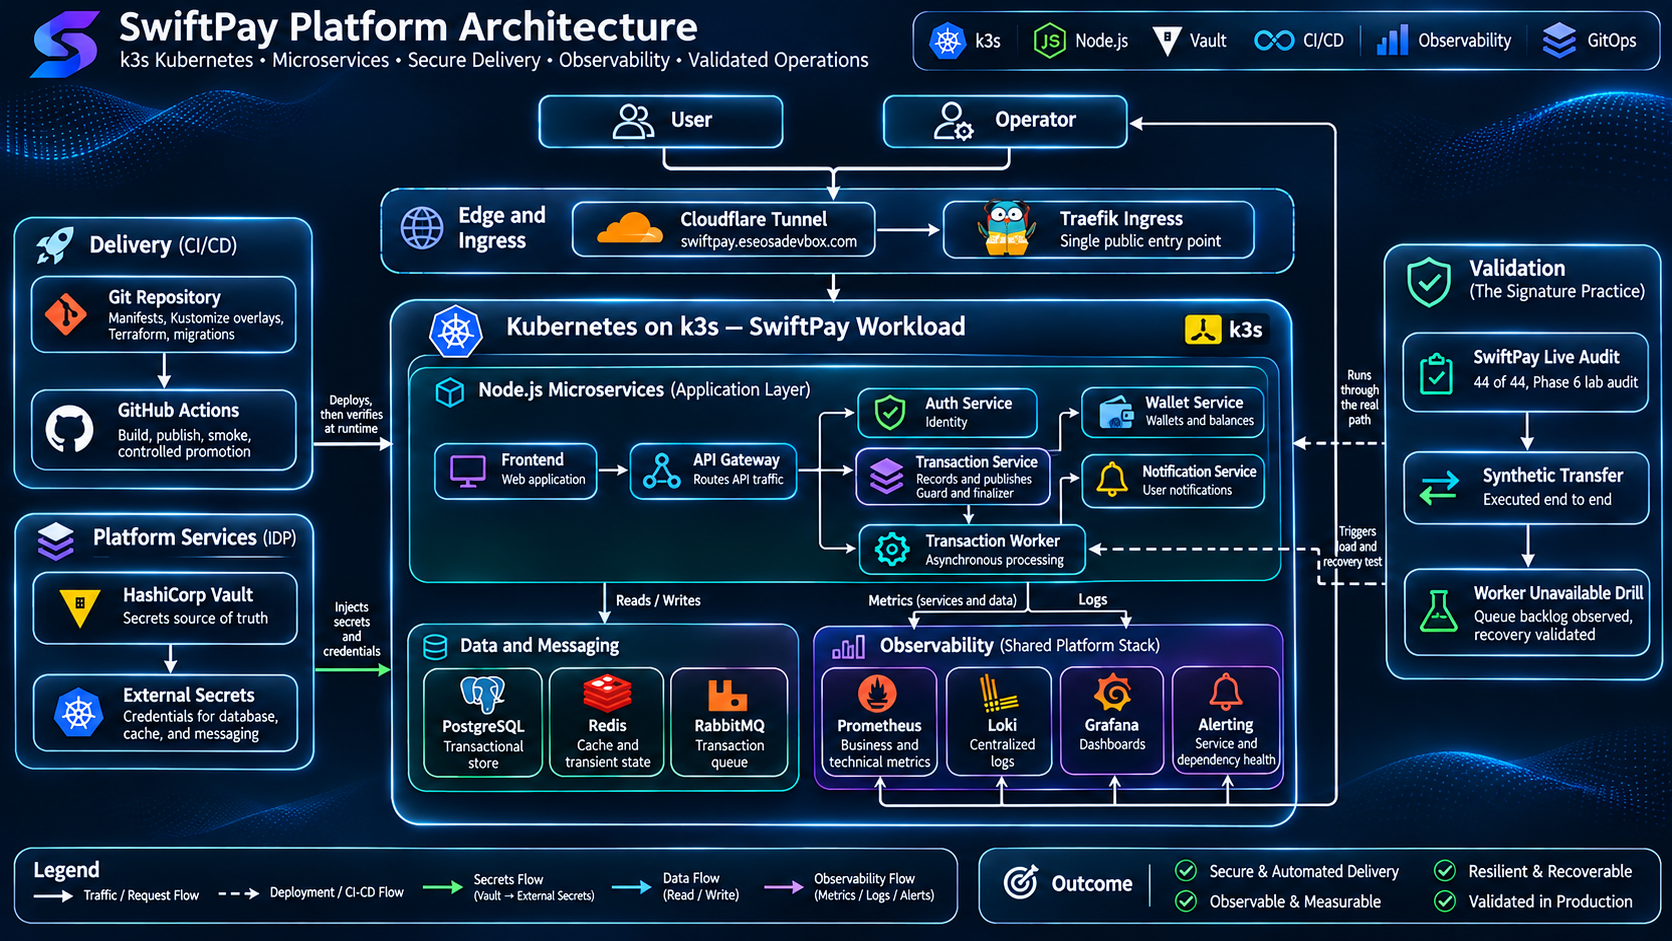 SwiftPay Platform Architecture
k3s Kubernetes • Microservices • Secure Delivery • Observability • Validated Operations
k3s
JS
Node.js
Vault
CI/CD
Observability
GitOps
User
Operator
Edge and
Ingress
Cloudflare Tunnel
swiftpay.eseosadevbox.com
Traefik Ingress
Single public entry point
Delivery (CI/CD)
Git Repository
Manifests, Kustomize overlays,
Terraform, migrations
GitHub Actions
Build, publish, smoke,
controlled promotion
Deploys,
then verifies
at runtime
Platform Services (IDP)
HashiCorp Vault
Secrets source of truth
External Secrets
Credentials for database,
cache, and messaging
Injects
secrets
and
credentials
Kubernetes on k3s — SwiftPay Workload
k3s
Node.js Microservices (Application Layer)
Frontend
Web application
API Gateway
Routes API traffic
Auth Service
Identity
Transaction Service
Records and publishes
Guard and finalizer
Transaction Worker
Asynchronous processing
Wallet Service
Wallets and balances
Notification Service
User notifications
Reads / Writes
Metrics (services and data)
Logs
Data and Messaging
PostgreSQL
Transactional
store
Redis
Cache and
transient state
RabbitMQ
Transaction
queue
Observability (Shared Platform Stack)
Prometheus
Business and
technical metrics
Loki
Centralized
logs
Grafana
Dashboards
Alerting
Service and
dependency health
Runs
through
the real
path
Triggers
load and
recovery test
Validation
(The Signature Practice)
SwiftPay Live Audit
44 of 44, Phase 6 lab audit
Synthetic Transfer
Executed end to end
Worker Unavailable Drill
Queue backlog observed,
recovery validated
Legend
Traffic / Request Flow
Deployment / CI-CD Flow
Secrets Flow
(Vault → External Secrets)
Data Flow
(Read / Write)
Observability Flow
(Metrics / Logs / Alerts)
Outcome
Secure & Automated Delivery
Observable & Measurable
Resilient & Recoverable
Validated in Production